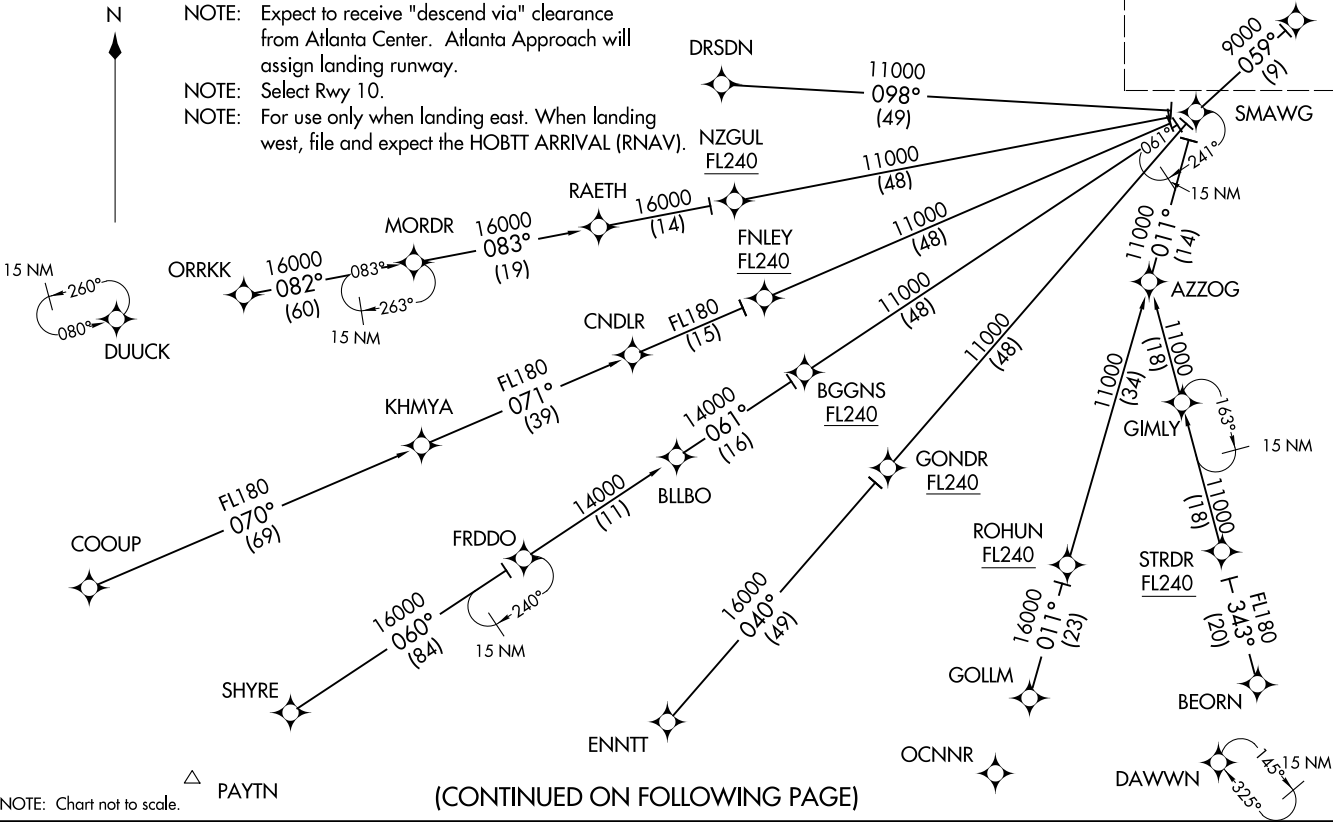 N
NOTE: Expect to receive "descend via" clearance
from Atlanta Center. Atlanta Approach will
assign landing runway.
NOTE: Select Rwy 10.
NOTE: For use only when landing east. When landing
west, file and expect the HOBTT ARRIVAL (RNAV).
DRSDN
11000
098°
(49)
9000
059°
(9)
SMAWG
061°
241°
15 NM
NZGUL
FL240
11000
(48)
RAETH
16000
(14)
MORDR
16000
083°
(19)
083°
263°
15 NM
ORRKK
16000
082°
(60)
15 NM
260°
080°
DUUCK
FNLEY
FL240
11000
(48)
CNDLR
FL180
(15)
KHMYA
FL180
071°
(39)
COOUP
FL180
070°
(69)
11000
(48)
BGGNS
FL240
14000
061°
(16)
BLLBO
14000
(11)
FRDDO
240°
15 NM
16000
060°
(84)
SHYRE
11000
(48)
GONDR
FL240
16000
040°
(49)
ENNTT
11000
011°
(14)
AZZOG
11000
(34)
11000
(18)
GIMLY
163°
15 NM
11000
(18)
ROHUN
FL240
STRDR
FL240
16000
011°
(23)
GOLLM
FL180
343°
(20)
BEORN
OCNNR
DAWWN
145°
325°
15 NM
PAYTN
NOTE: Chart not to scale.
(CONTINUED ON FOLLOWING PAGE)